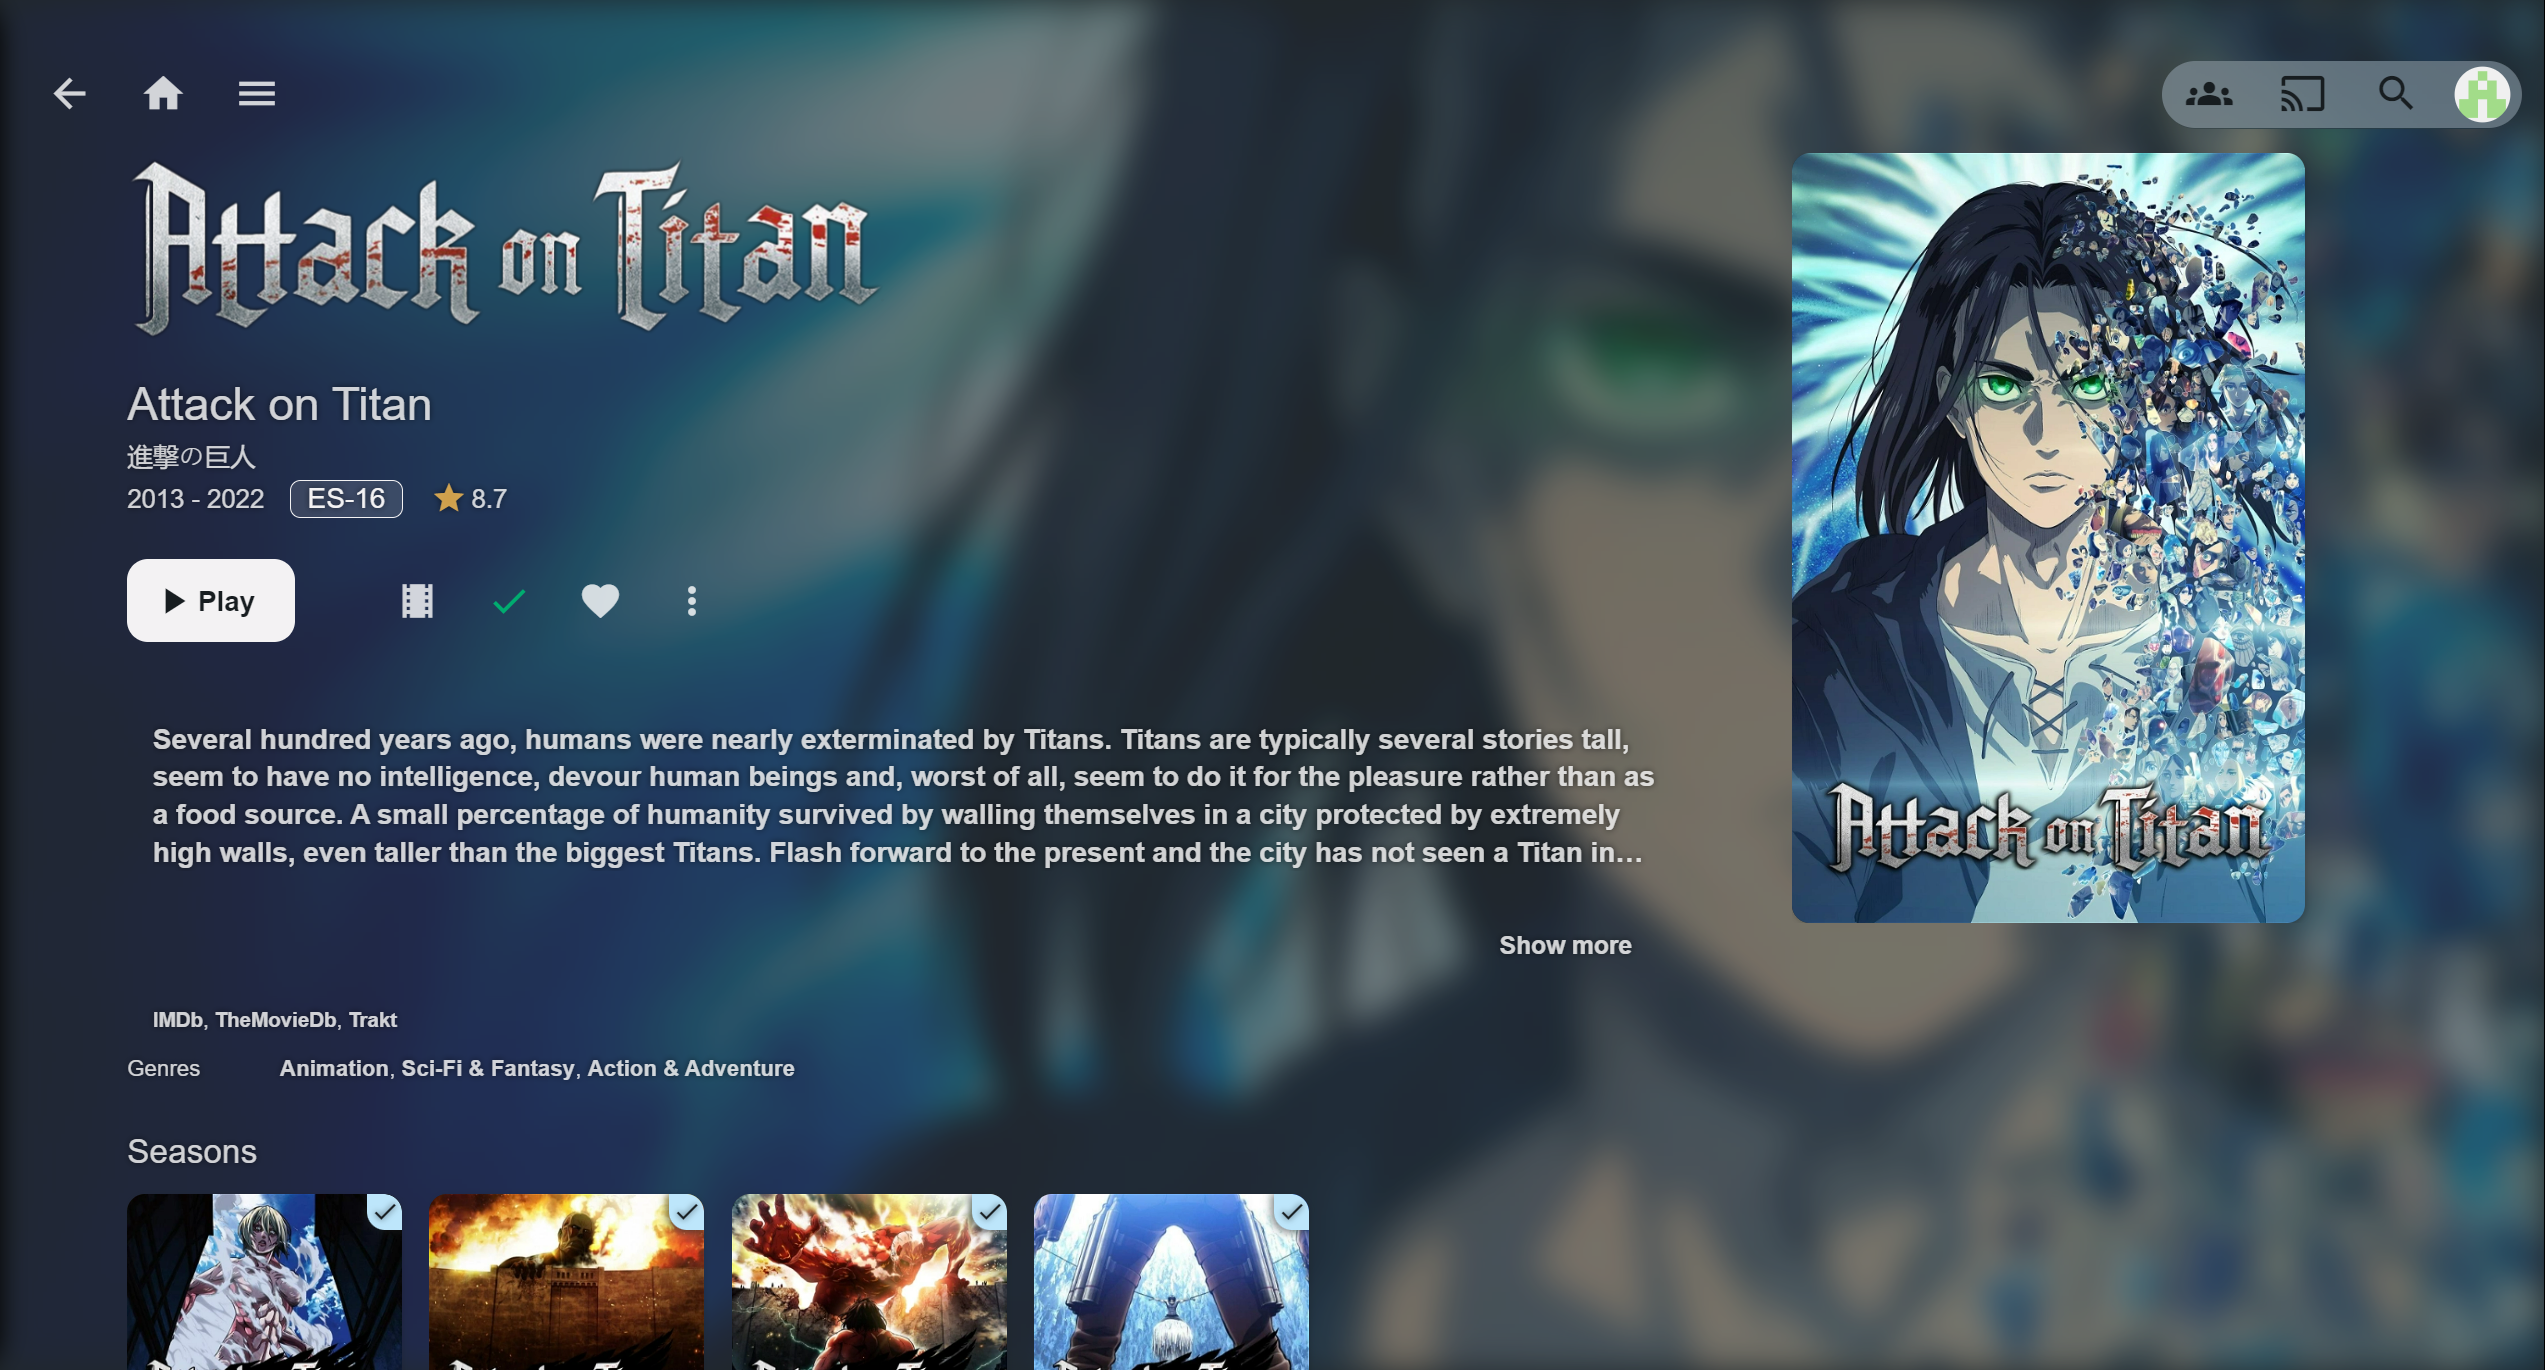 Attack on Titan
Attack on Titan
進撃の巨人
2013 - 2022 ES-16 8.7
Play
Several hundred years ago, humans were nearly exterminated by Titans. Titans are typically several stories tall,
seem to have no intelligence, devour human beings and, worst of all, seem to do it for the pleasure rather than as
a food source. A small percentage of humanity survived by walling themselves in a city protected by extremely
high walls, even taller than the biggest Titans. Flash forward to the present and the city has not seen a Titan in…
Show more
Attack on Titan
IMDb, TheMovieDb, Trakt
Genres Animation, Sci-Fi & Fantasy, Action & Adventure
Seasons